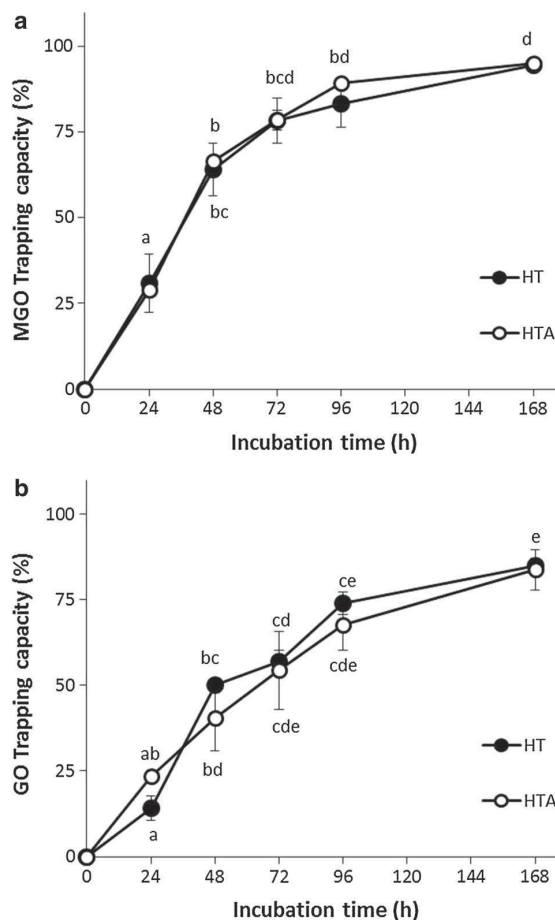 a
MGO Trapping capacity (%)
100
75
50
25
0
a
b
bc
bcd
bd
d
HT
HTA
0 24 48 72 96 120 144 168
Incubation time (h)
b
GO Trapping capacity (%)
100
75
50
25
0
ab
a
bc
bd
cd
cde
ce
cde
e
HT
HTA
0 24 48 72 96 120 144 168
Incubation time (h)